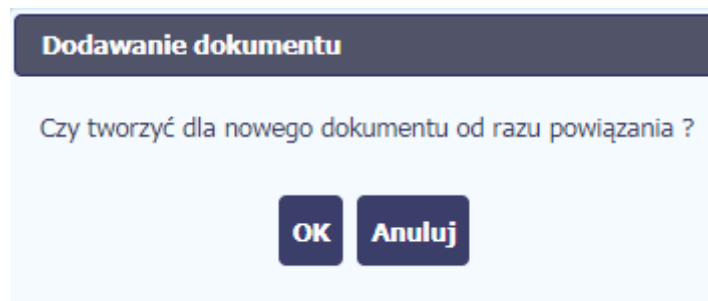 Dodawanie dokumentu
Czy tworzyć dla nowego dokumentu od razu powiązania ?
OK Anuluj